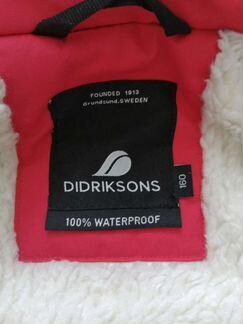 FOUNDED 1913
Grundsund.SWEDEN
DIDRIKSONS
160
100% WATERPROOF